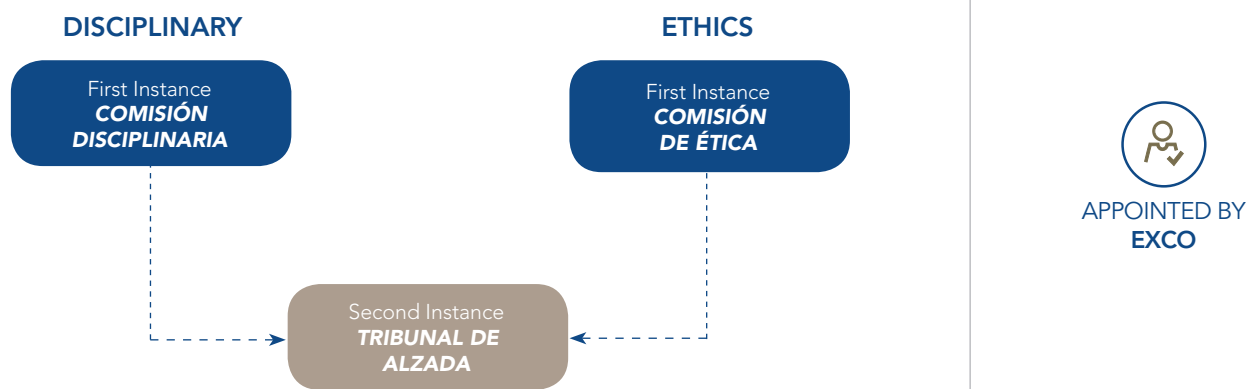 DISCIPLINARY
First Instance
COMISIÓN
DISCIPLINARIA
ETHICS
First Instance
COMISIÓN
DE ÉTICA
Second Instance
TRIBUNAL DE
ALZADA
APPOINTED BY
EXCO